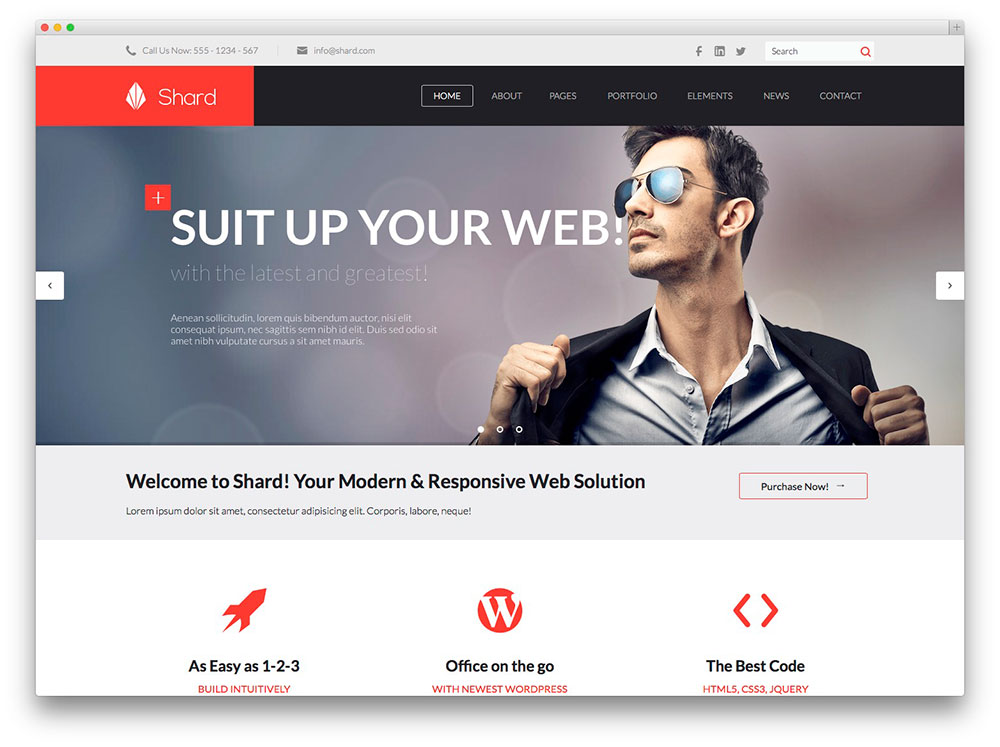 Call Us Now: 555 - 1234 - 567
info@shard.com
Search
Shard
HOME
ABOUT
PAGES
PORTFOLIO
ELEMENTS
NEWS
CONTACT
SUIT UP YOUR WEB!
with the latest and greatest!
Aenean sollicitudin, lorem quis bibendum auctor, nisi elit
consequat ipsum, nec sagittis sem nibh id elit. Duis sed odio sit
amet nibh vulputate cursus a sit amet mauris.
Welcome to Shard! Your Modern & Responsive Web Solution
Purchase Now! →
Lorem ipsum dolor sit amet, consectetur adipisicing elit. Corporis, labore, neque!
As Easy as 1-2-3
BUILD INTUITIVELY
Office on the go
WITH NEWEST WORDPRESS
The Best Code
HTML5, CSS3, JQUERY